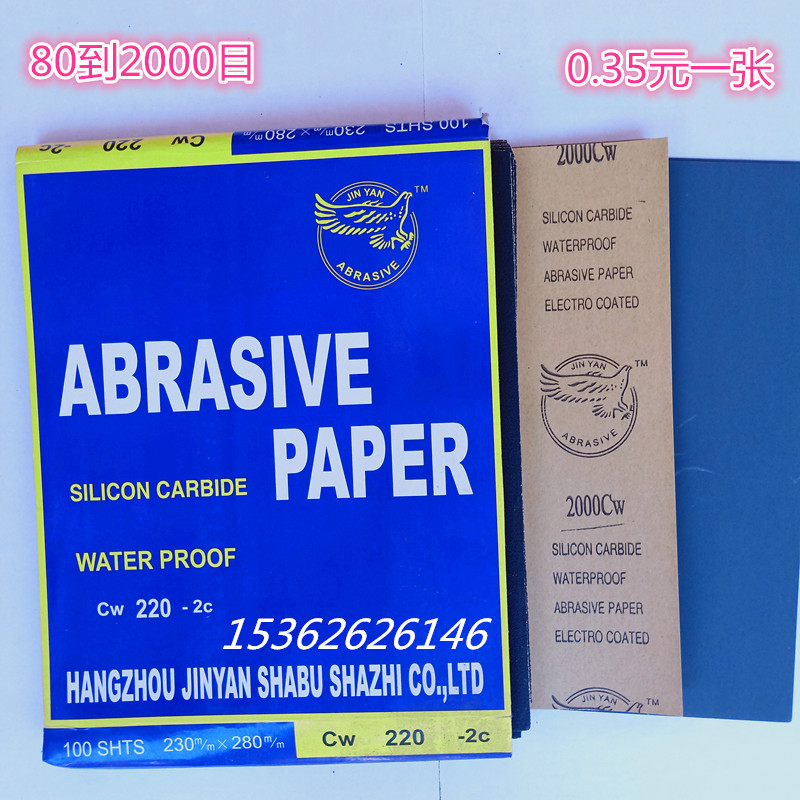 80到2000目
0.35元一张
100 SHTS 230m/m×280m/m Cw 220 -2c
JIN YAN TM
ABRASIVE
ABRASIVE
PAPER
SILICON CARBIDE
WATER PROOF
Cw 220 - 2c
15362626146
HANGZHOU JINYAN SHABU SHAZHI CO.,LTD
100 SHTS 230m/m×280m/m Cw 220 -2c
2000Cw
SILICON CARBIDE
WATERPROOF
ABRASIVE PAPER
ELECTRO COATED
JIN YAN TM
ABRASIVE
2000Cw
SILICON CARBIDE
WATERPROOF
ABRASIVE PAPER
ELECTRO COATED
JIN YAN TM